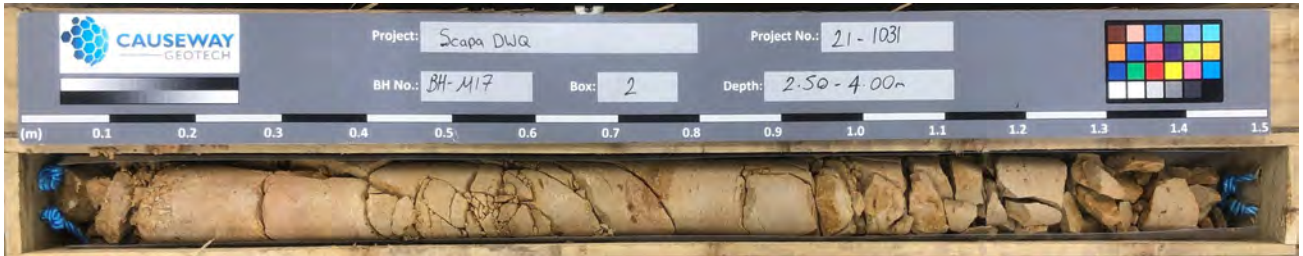 CAUSEWAY
GEOTECH
Project: Scapa DWQ Project No.: 21-1031
BH No.: BH-M17 Box: 2 Depth: 2.50-4.00m
(m) 0.1 0.2 0.3 0.4 0.5 0.6 0.7 0.8 0.9 1.0 1.1 1.2 1.3 1.4 1.5